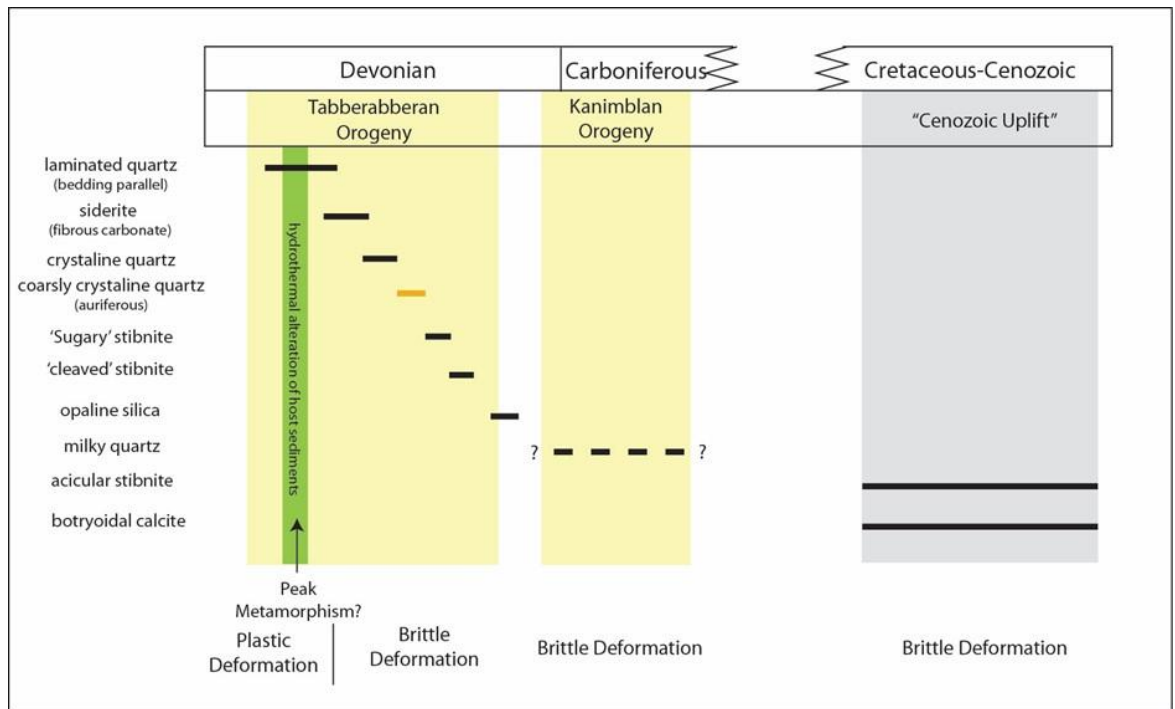 Devonian
Carboniferous
Cretaceous-Cenozoic
Tabberabberan
Orogeny
Kanimblan
Orogeny
"Cenozoic Uplift"
laminated quartz
(bedding parallel)
siderite
(fibrous carbonate)
crystaline quartz
coarsly crystaline quartz
(auriferous)
'Sugary' stibnite
'cleaved' stibnite
opaline silica
milky quartz
acicular stibnite
botryoidal calcite
hydrothermal alteration of host sediments
? ?
Peak
Metamorphism?
Plastic
Deformation
Brittle
Deformation
Brittle Deformation
Brittle Deformation